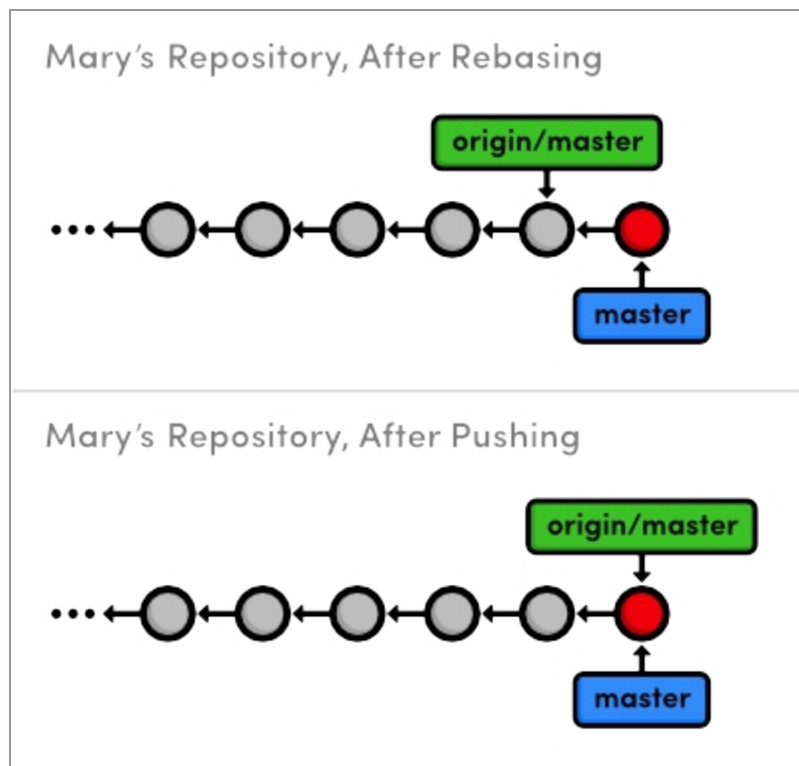 Mary's Repository, After Rebasing
origin/master
master
Mary's Repository, After Pushing
origin/master
master